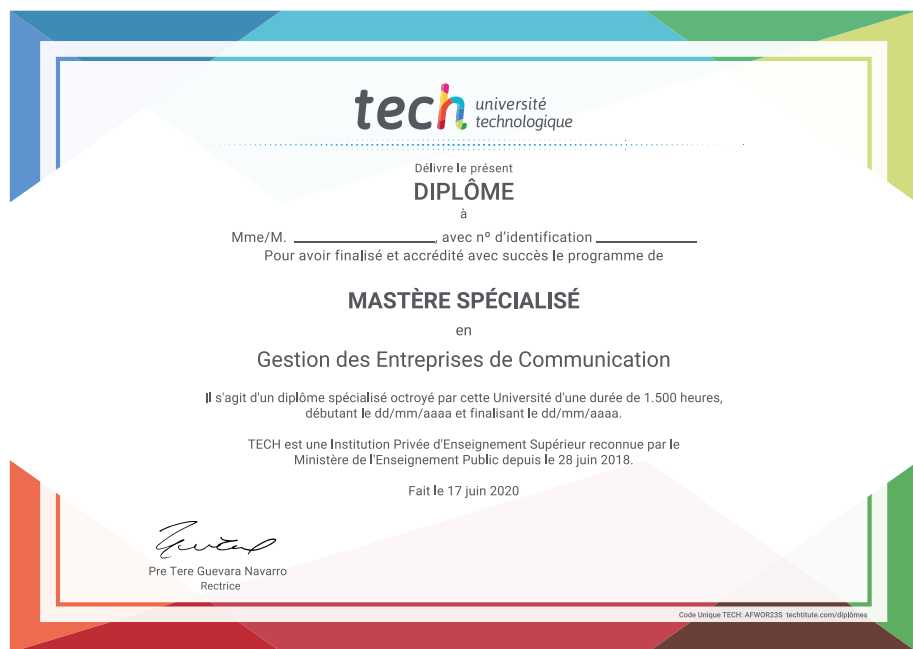 tech université
technologique
Délivre le présent
DIPLÔME
à
Mme/M. ____________, avec nº d'identification ____________
Pour avoir finalisé et accrédité avec succès le programme de
MASTÈRE SPÉCIALISÉ
en
Gestion des Entreprises de Communication
Il s'agit d'un diplôme spécialisé octroyé par cette Université d'une durée de 1.500 heures,
débutant le dd/mm/aaaa et finalisant le dd/mm/aaaa.
TECH est une Institution Privée d'Enseignement Supérieur reconnue par le
Ministère de l'Enseignement Public depuis le 28 juin 2018.
Fait le 17 juin 2020
Pre Tere Guevara Navarro
Rectrice
Code Unique TECH: AFWOR23S techtitute.com/diplômes